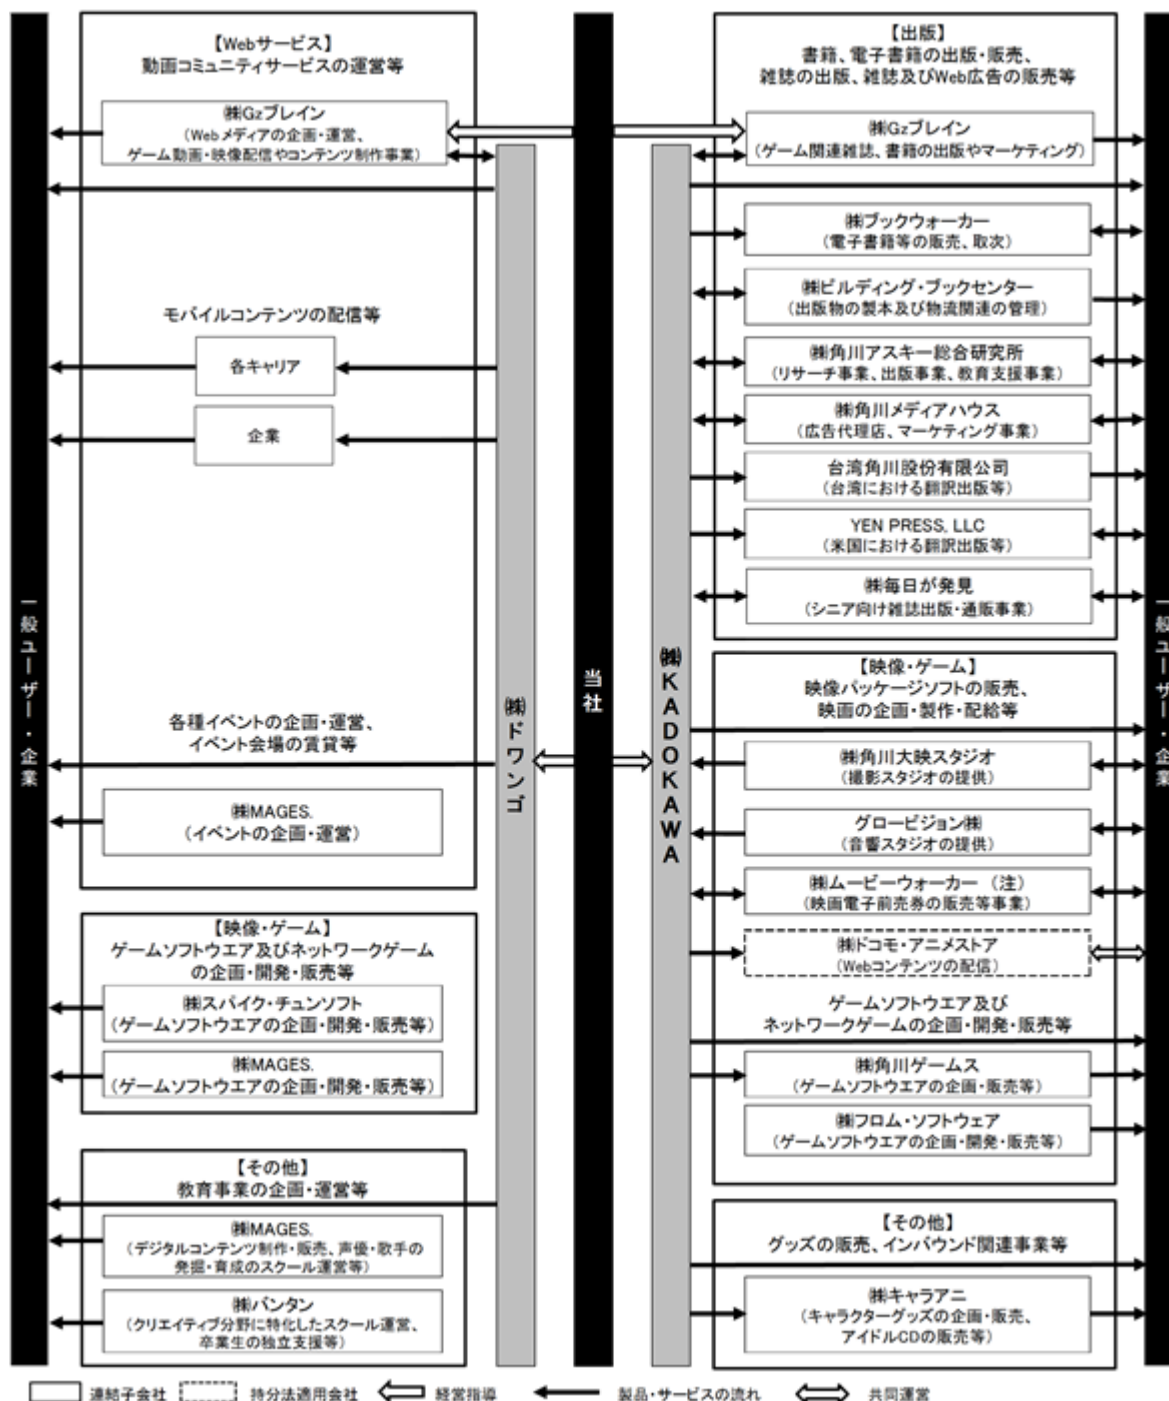 【Webサービス】
動画コミュニティサービスの運営等
㈱Gzブレイン
（Webメディアの企画・運営、
ゲーム動画・映像配信やコンテンツ制作事業）
モバイルコンテンツの配信等
各キャリア
企業
各種イベントの企画・運営、
イベント会場の賃貸等
㈱MAGES.
（イベントの企画・運営）
【映像・ゲーム】
ゲームソフトウエア及びネットワークゲーム
の企画・開発・販売等
㈱スパイク・チュンソフト
（ゲームソフトウエアの企画・開発・販売等）
㈱MAGES.
（ゲームソフトウエアの企画・開発・販売等）
【その他】
教育事業の企画・運営等
㈱MAGES.
（デジタルコンテンツ制作・販売、声優・歌手の
発掘・育成のスクール運営等）
㈱バンタン
（クリエイティブ分野に特化したスクール運営、
卒業生の独立支援等）
一般ユーザー・企業
㈱ドワンゴ
当社
㈱KADOKAWA
【出版】
書籍、電子書籍の出版・販売、
雑誌の出版、雑誌及びWeb広告の販売等
㈱Gzブレイン
（ゲーム関連雑誌、書籍の出版やマーケティング）
㈱ブックウォーカー
（電子書籍等の販売、取次）
㈱ビルディング・ブックセンター
（出版物の製本及び物流関連の管理）
㈱角川アスキー総合研究所
（リサーチ事業、出版事業、教育支援事業）
㈱角川メディアハウス
（広告代理店、マーケティング事業）
台湾角川股份有限公司
（台湾における翻訳出版等）
YEN PRESS, LLC
（米国における翻訳出版等）
㈱毎日が発見
（シニア向け雑誌出版・通販事業）
【映像・ゲーム】
映像パッケージソフトの販売、
映画の企画・製作・配給等
㈱角川大映スタジオ
（撮影スタジオの提供）
グロービジョン㈱
（音響スタジオの提供）
㈱ムービーウォーカー （注）
（映画電子前売券の販売等事業）
㈱ドコモ・アニメストア
（Webコンテンツの配信）
ゲームソフトウエア及び
ネットワークゲームの企画・開発・販売等
㈱角川ゲームス
（ゲームソフトウエアの企画・販売等）
㈱フロム・ソフトウェア
（ゲームソフトウエアの企画・開発・販売等）
【その他】
グッズの販売、インバウンド関連事業等
㈱キャラアニ
（キャラクターグッズの企画・販売、
アイドルCDの販売等）
一般ユーザー・企業
連結子会社 持分法適用会社 経営指導 製品・サービスの流れ 共同運営